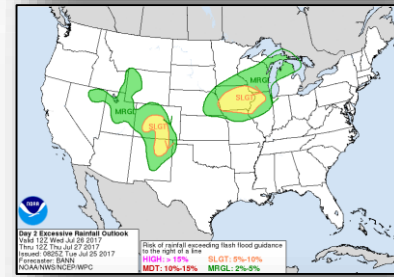 MRGL
SLGT
MRGL
SLGT
NOAA
Day 2 Excessive Rainfall Outlook
Valid 12Z Wed Jul 26 2017
Thru 12Z Thu Jul 27 2017
Issued: 0825Z Tue Jul 25 2017
Forecaster: BANN
NOAA/NWS/NCEP/WPC
Risk of rainfall exceeding flash flood guidance
to the right of a line
HIGH: > 15% SLGT: 5%-10%
MDT: 10%-15% MRGL: 2%-5%